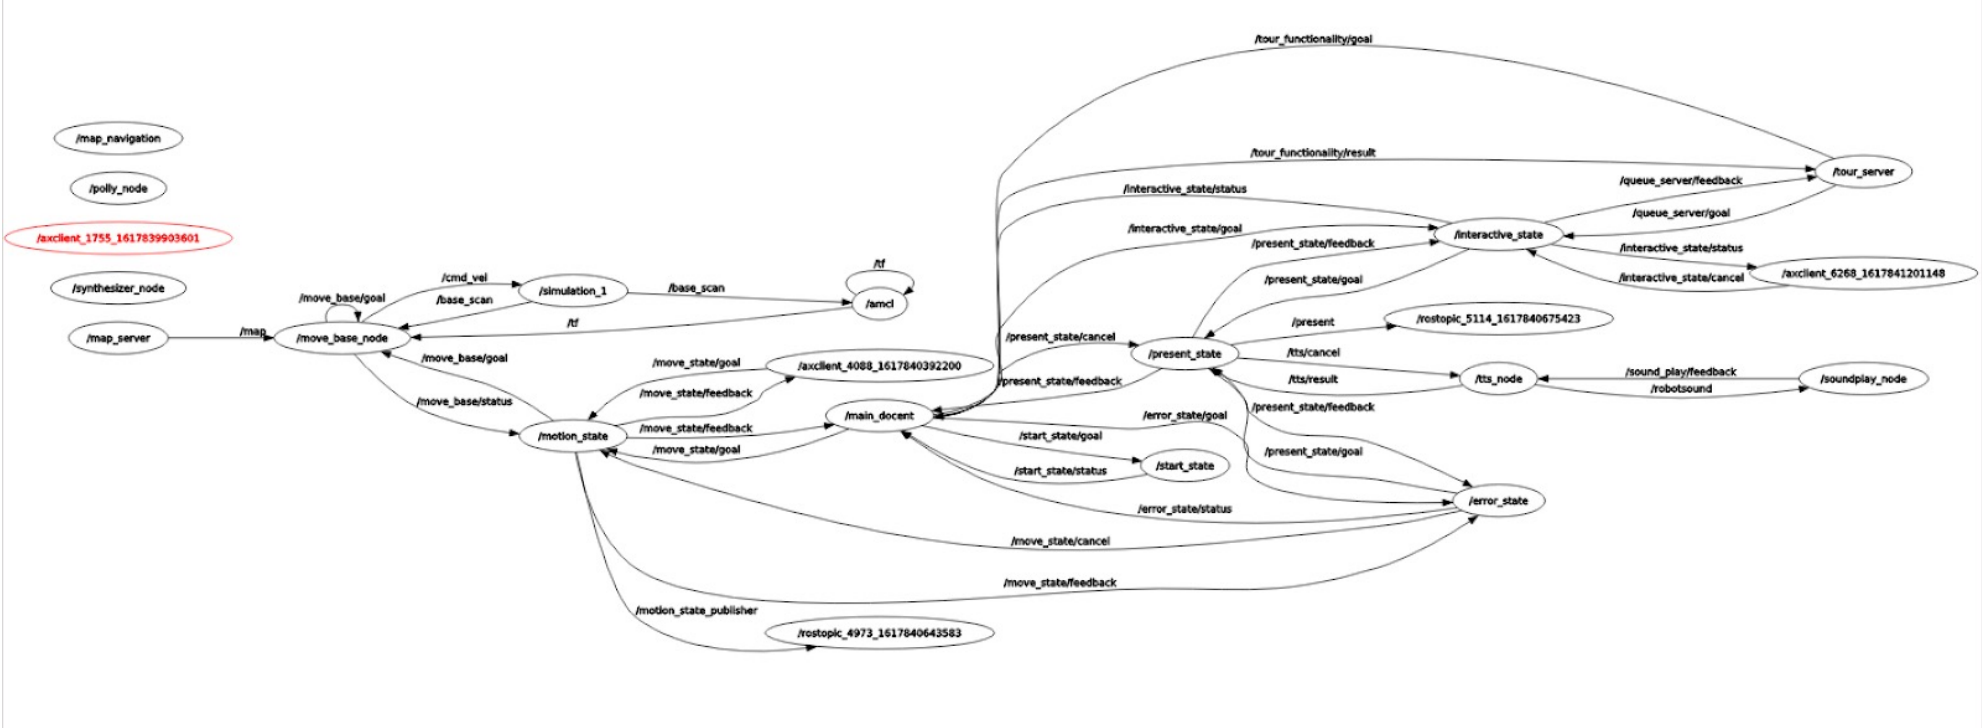 /tour_functionality/goal
/map_navigation
/tour_functionality/result
/tour_server
/queue_server/feedback
/polly_node
/interactive_state/status
/queue_server/goal
/interactive_state/goal
/interactive_state
/axclient_1755_1617839903601
/present_state/feedback
/interactive_state/status
/tf
/axclient_6268_1617841201148
/cmd_vel
/present_state/goal
/interactive_state/cancel
/synthesizer_node
/simulation_1
/base_scan
/move_base/goal
/base_scan
/amcl
/present
/rostopic_5114_1617840675423
/tf
/map_server
/map
/move_base_node
/present_state/cancel
/present_state
/tts/cancel
/move_base/goal
/move_state/goal
/axclient_4088_1617840392200
/present_state/feedback
/tts/result
/tts_node
/sound_play/feedback
/robotsound
/soundplay_node
/move_state/feedback
/move_base/status
/main_docent
/error_state/goal
/present_state/feedback
/motion_state
/move_state/feedback
/start_state/goal
/move_state/goal
/present_state/goal
/start_state/status
/start_state
/error_state/status
/error_state
/move_state/cancel
/move_state/feedback
/motion_state_publisher
/rostopic_4973_1617840643583